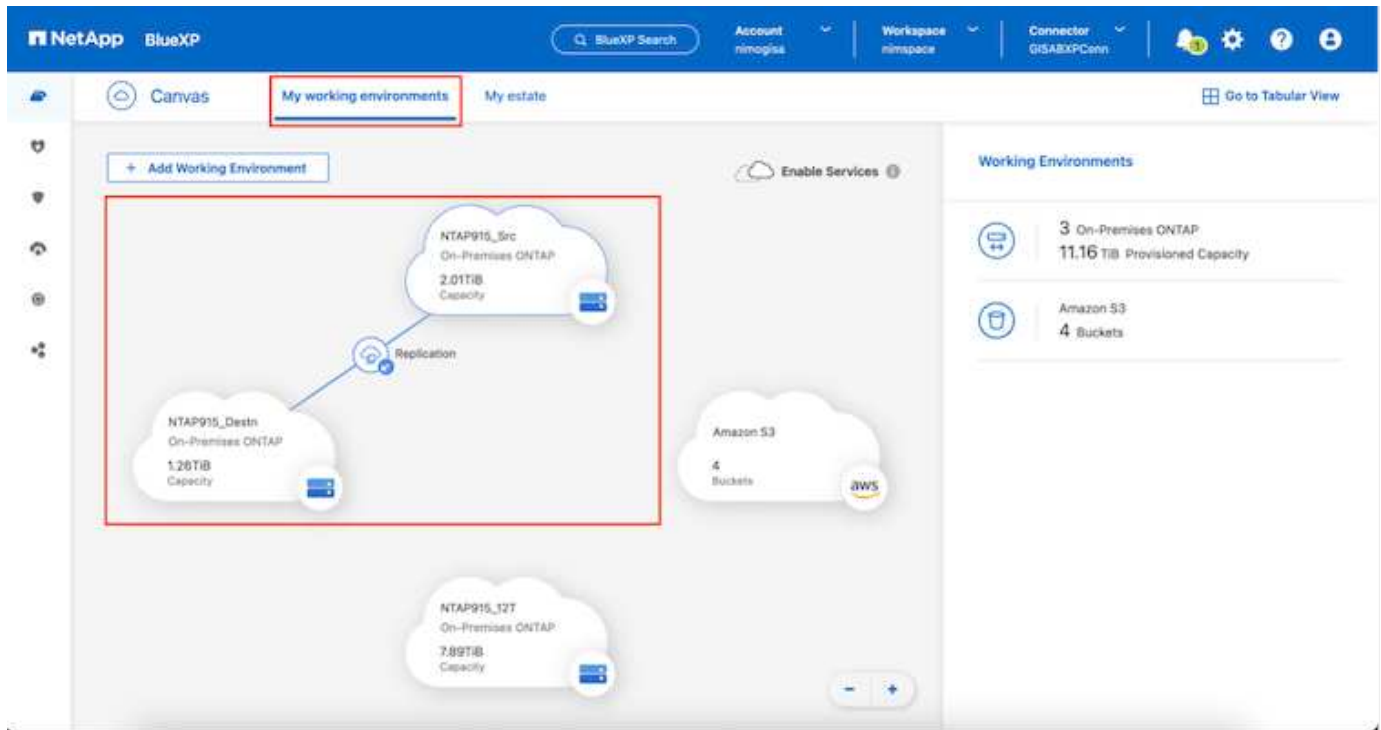 NetApp BlueXP
BlueXP Search
Account
nimogisa
Workspace
nimspace
Connector
GISABXPConn
1
Canvas
My working environments
My estate
Go to Tabular View
+ Add Working Environment
Enable Services
NTAP915_Src
On-Premises ONTAP
2.01TiB
Capacity
Replication
NTAP915_Destn
On-Premises ONTAP
1.26TiB
Capacity
Amazon S3
4
Buckets
aws
NTAP915_12T
On-Premises ONTAP
7.89TiB
Capacity
- +
Working Environments
3 On-Premises ONTAP
11.16 TiB Provisioned Capacity
Amazon S3
4 Buckets